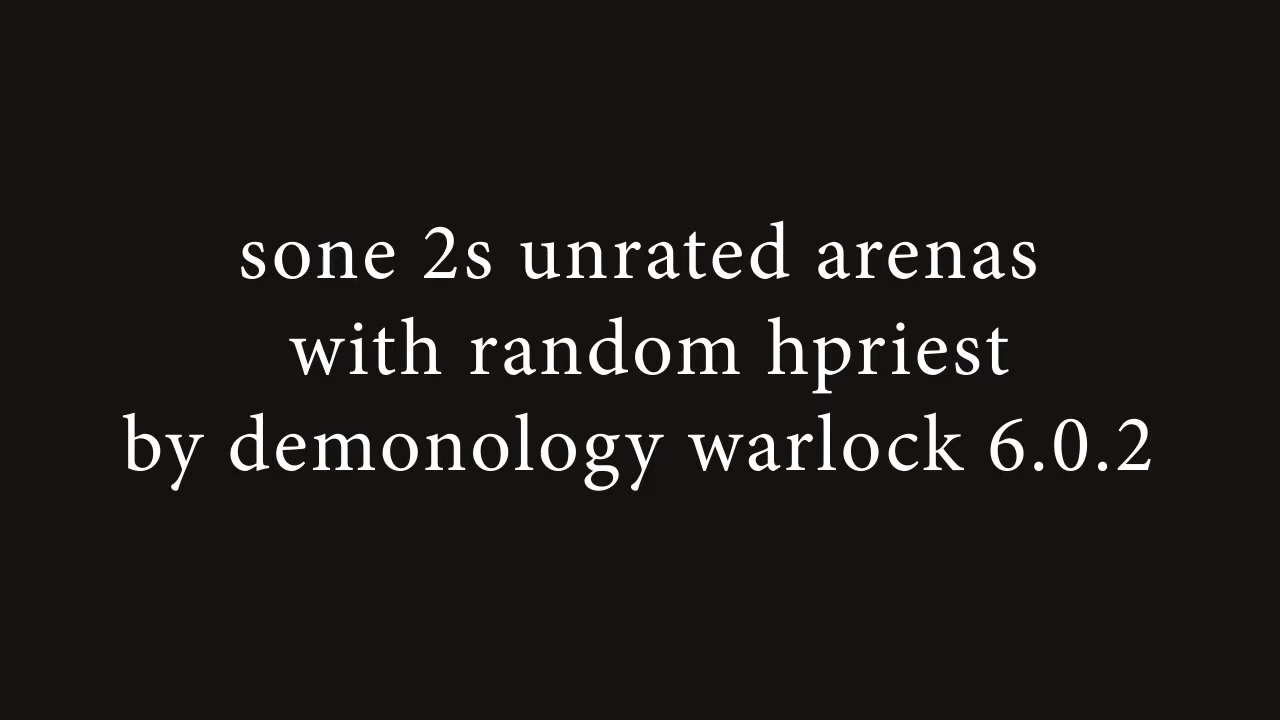 sone 2s unrated arenas
with random hpriest
by demonology warlock 6.0.2